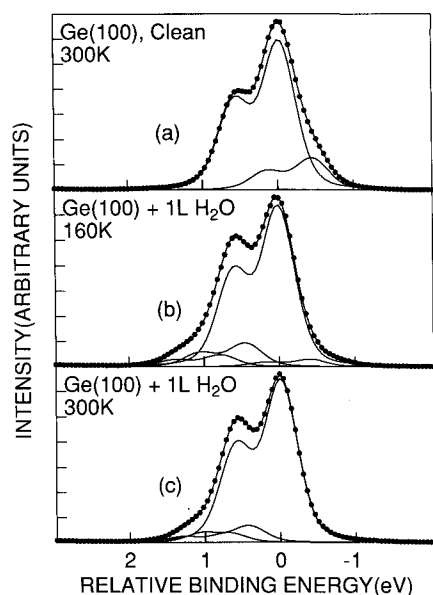 Ge(100), Clean
300K
(a)
Ge(100) + 1L H₂O
160K
(b)
Ge(100) + 1L H₂O
300K
(c)
INTENSITY(ARBITRARY UNITS)
2 1 0 -1
RELATIVE BINDING ENERGY(eV)